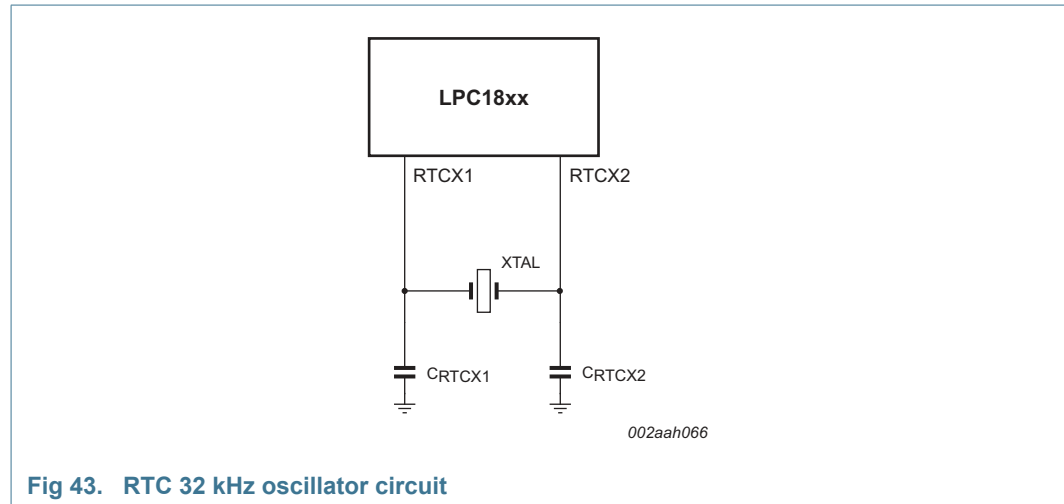 LPC18xx
RTCX1 RTCX2
XTAL
CRTCX1 CRTCX2
002aah066
Fig 43. RTC 32 kHz oscillator circuit